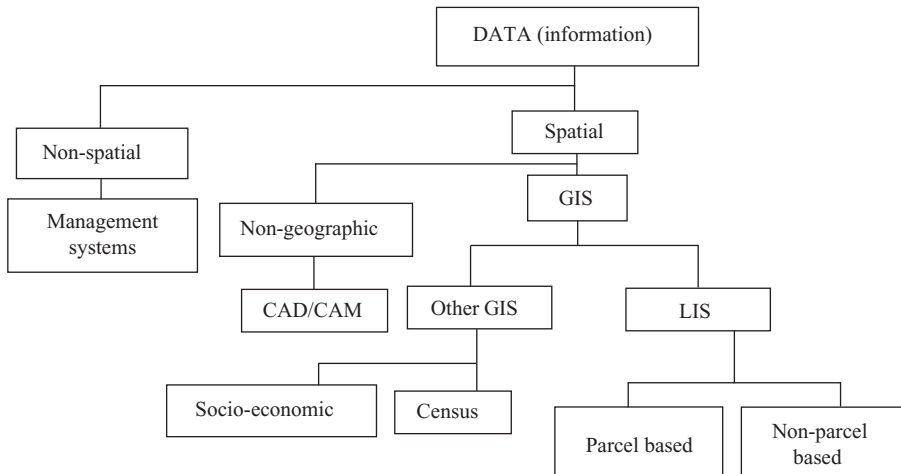 DATA (information)
Spatial
Non-spatial
GIS
Management
systems
Non-geographic
CAD/CAM
Other GIS
LIS
Socio-economic
Census
Parcel based
Non-parcel
based